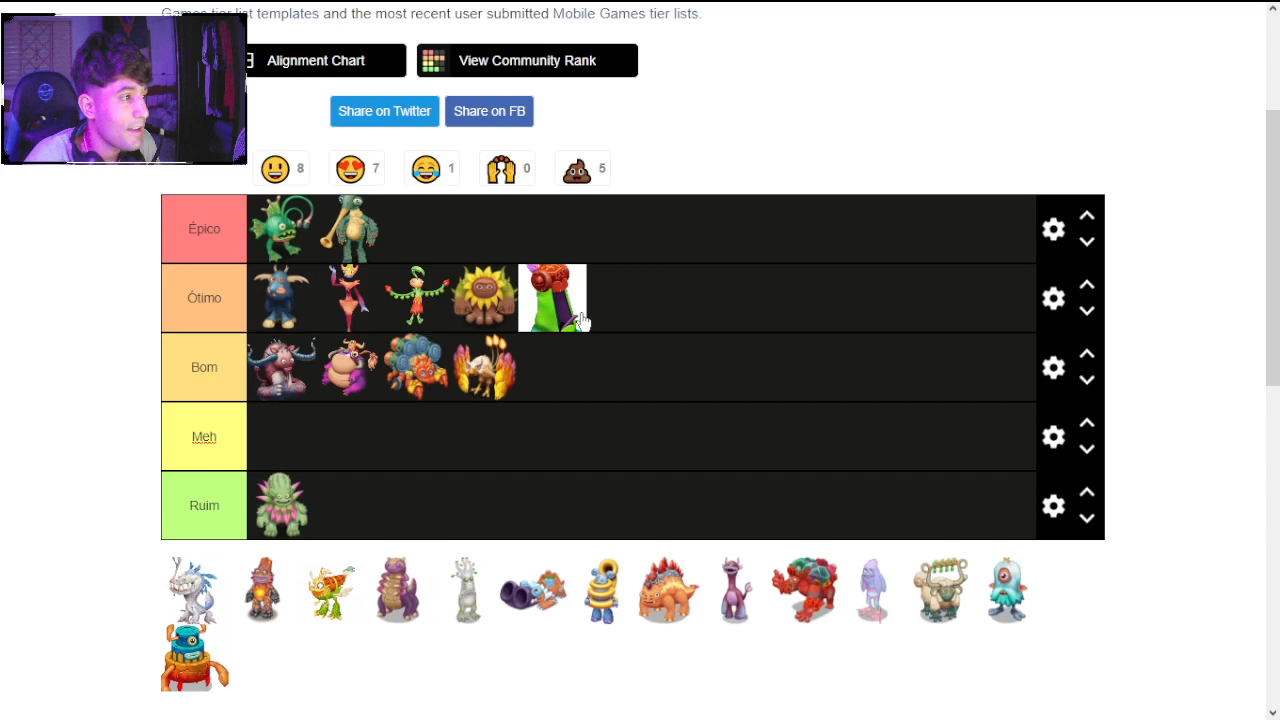 Games tier list templates and the most recent user submitted Mobile Games tier lists.
Alignment Chart
View Community Rank
Share on Twitter
Share on FB
8
7
1
0
5
Épico
Ótimo
Bom
Meh
Ruim